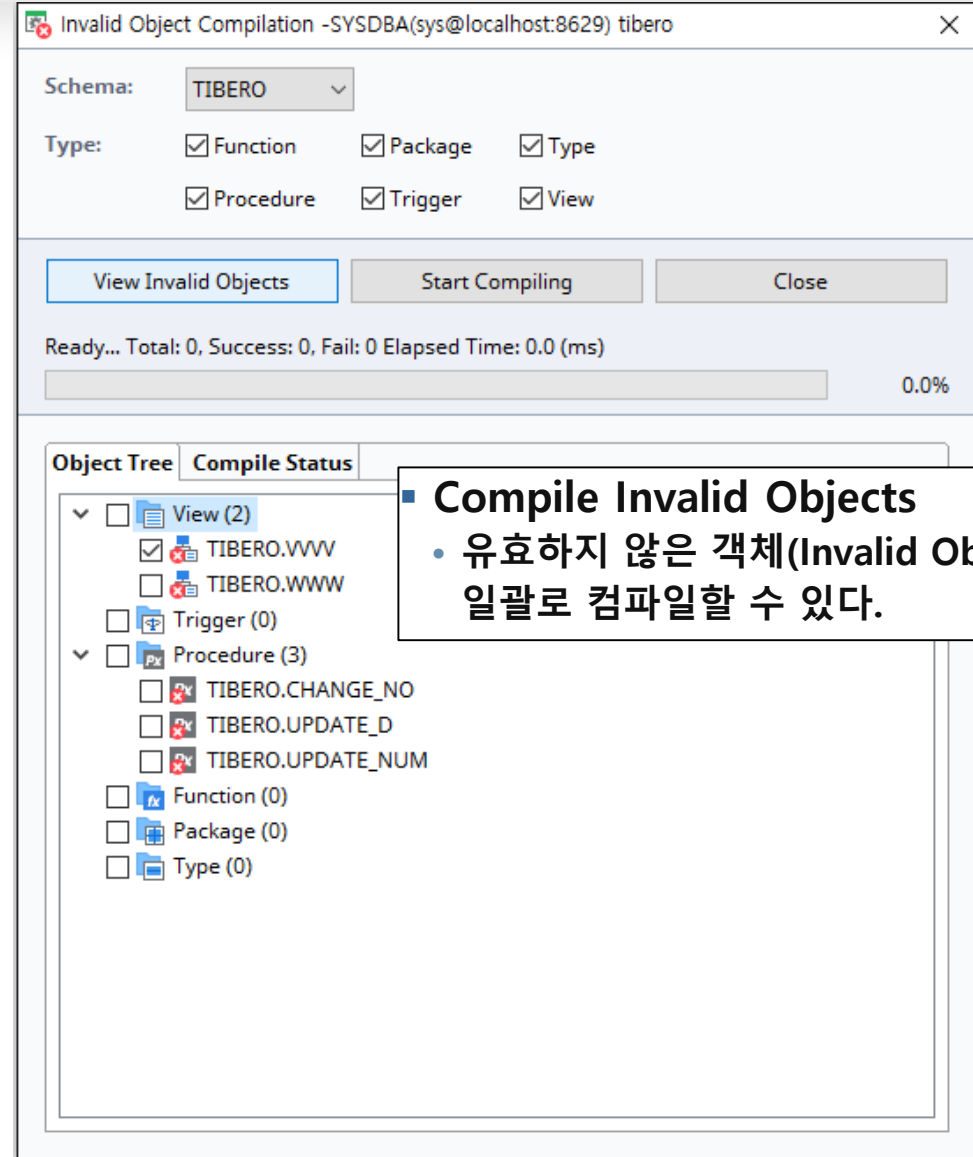 Invalid Object Compilation -SYSDBA(sys@localhost:8629) tibero
Schema: TIBERO
Type: Function Package Type
Procedure Trigger View
View Invalid Objects Start Compiling Close
Ready... Total: 0, Success: 0, Fail: 0 Elapsed Time: 0.0 (ms)
0.0%
Object Tree Compile Status
View (2)
TIBERO.VVVV
TIBERO.WWW
Trigger (0)
Procedure (3)
TIBERO.CHANGE_NO
TIBERO.UPDATE_D
TIBERO.UPDATE_NUM
Function (0)
Package (0)
Type (0)
Compile Invalid Objects
유효하지 않은 객체(Invalid
일괄로 컴파일할 수 있다.